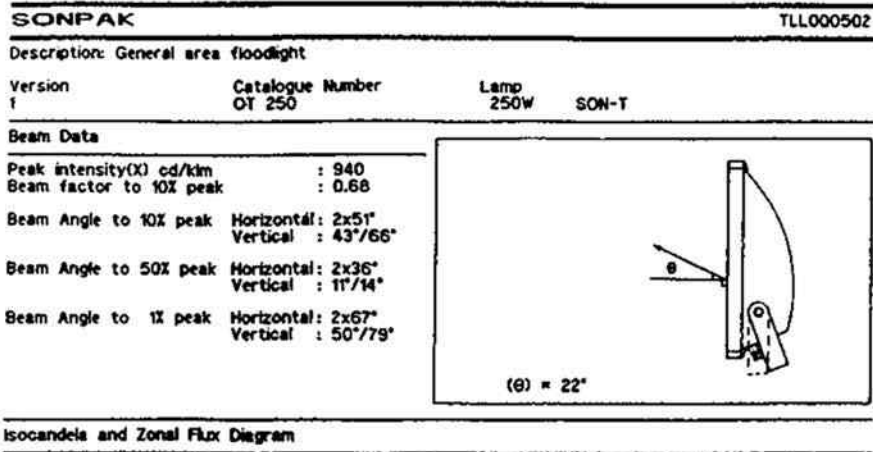 SONPAK TLL000502
Description: General area floodlight
Version Catalogue Number Lamp
1 OT 250 250W SON-T
Beam Data
Peak intensity(X) cd/klm : 940
Beam factor to 10% peak : 0.68
Beam Angle to 10% peak Horizontal: 2x51°
Vertical : 43°/66°
Beam Angle to 50% peak Horizontal: 2x36°
Vertical : 11°/14°
Beam Angle to 1% peak Horizontal: 2x67°
Vertical : 50°/79°
θ
(θ) = 22°
Isocandela and Zonal Flux Diagram